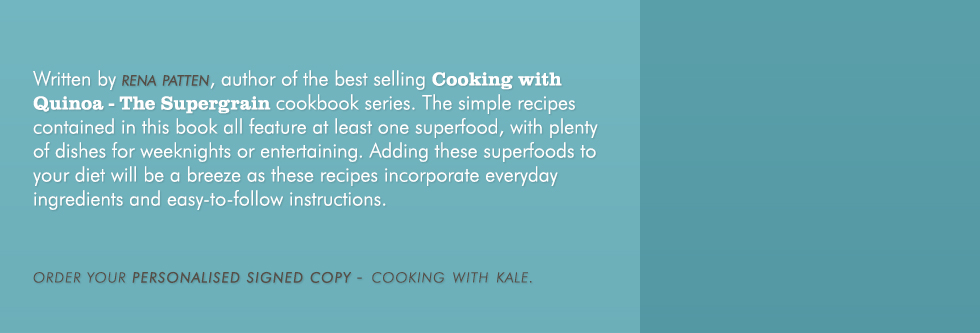 Written by RENA PATTEN, author of the best selling Cooking with
Quinoa - The Supergrain cookbook series. The simple recipes
contained in this book all feature at least one superfood, with plenty
of dishes for weeknights or entertaining. Adding these superfoods to
your diet will be a breeze as these recipes incorporate everyday
ingredients and easy-to-follow instructions.
ORDER YOUR PERSONALISED SIGNED COPY - COOKING WITH KALE.